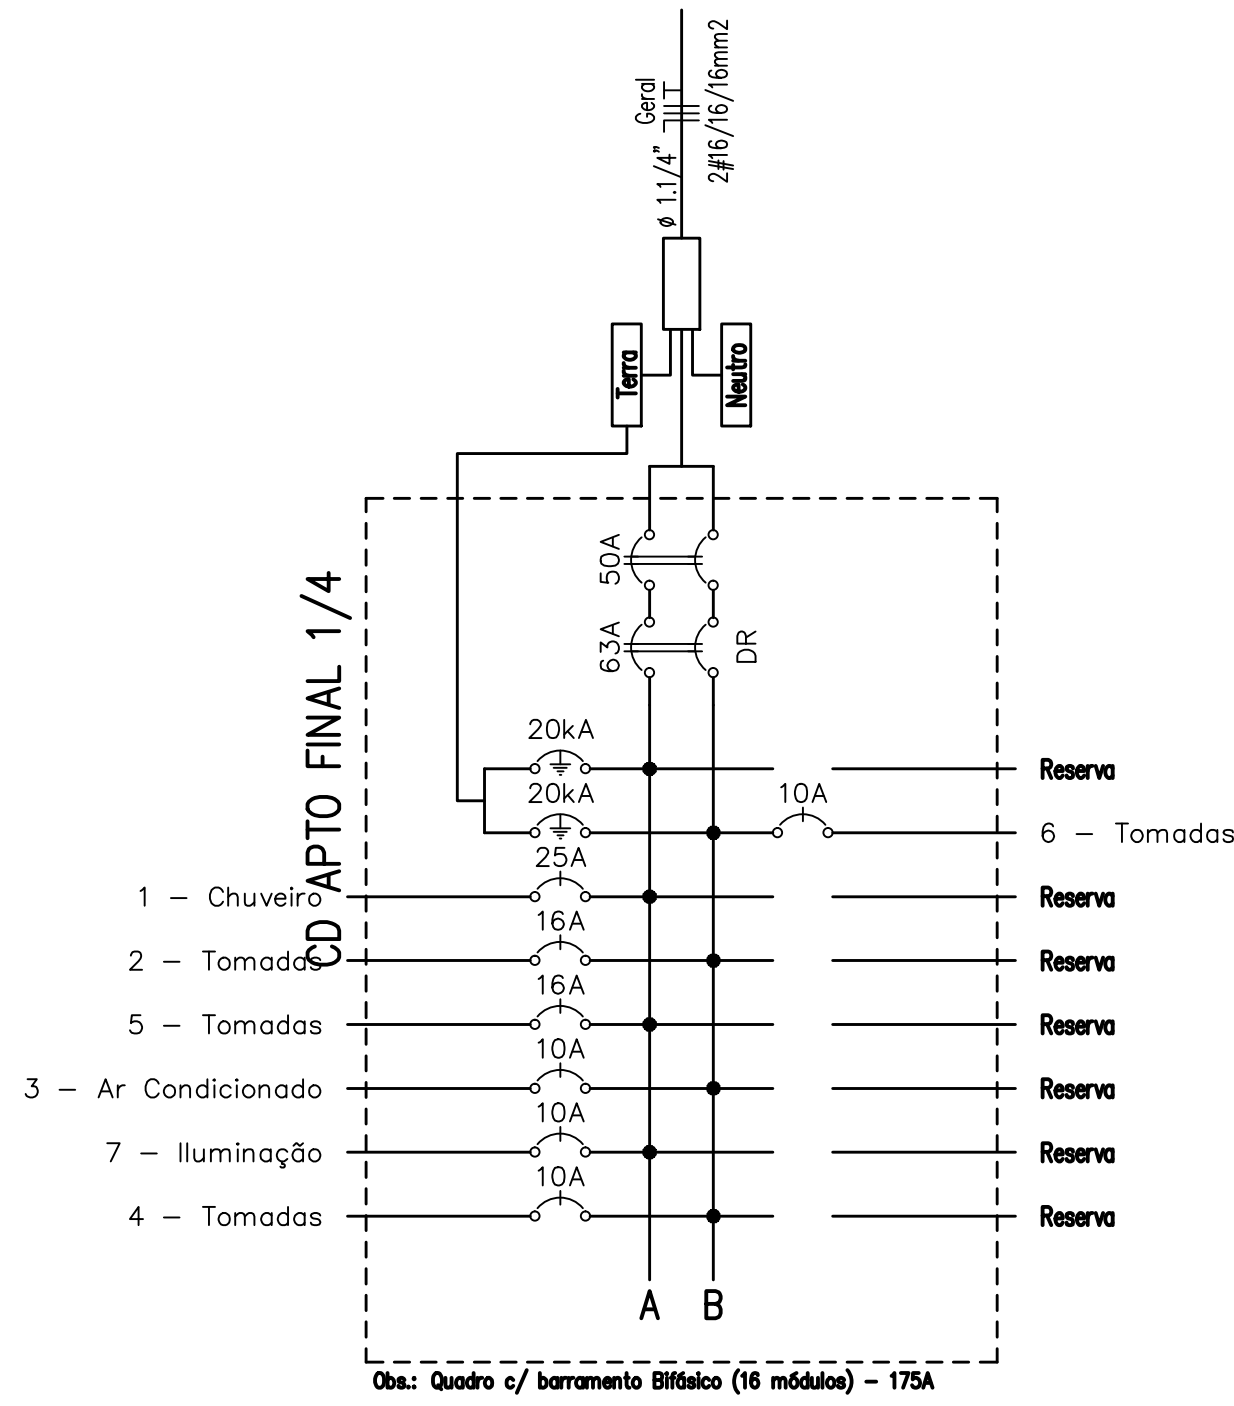 Geral
2#16/16/16mm2
ø 1.1/4"
Terra
Neutro
50A
63A
DR
CD APTO FINAL 1/4
20kA
Reserva
20kA
10A
6 - Tomadas
25A
1 - Chuveiro
Reserva
16A
2 - Tomadas
Reserva
16A
5 - Tomadas
Reserva
10A
3 - Ar Condicionado
Reserva
10A
7 - Iluminação
Reserva
10A
4 - Tomadas
Reserva
A B
Obs.: Quadro c/ barramento Bifásico (16 módulos) - 175A